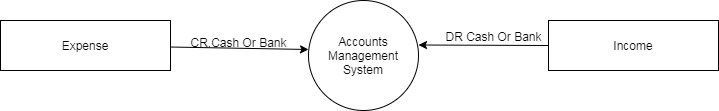 Expense
CR.Cash Or Bank
Accounts
Management
System
DR Cash Or Bank
Income